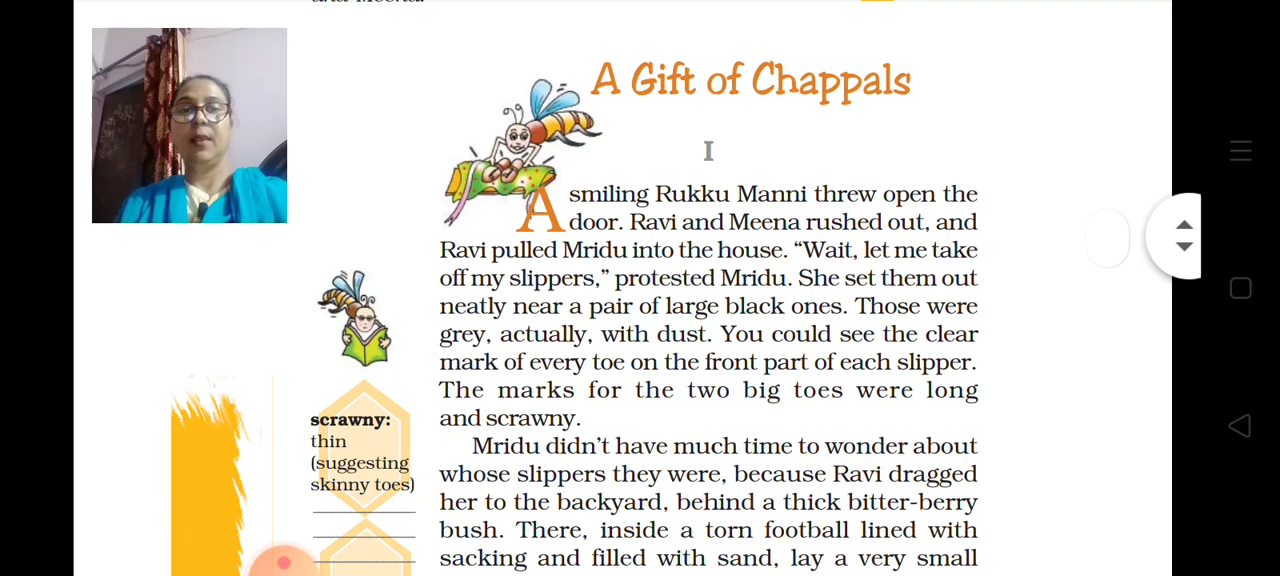 A Gift of Chappals
I
A smiling Rukku Manni threw open the
door. Ravi and Meena rushed out, and
Ravi pulled Mridu into the house. “Wait, let me take
off my slippers,” protested Mridu. She set them out
neatly near a pair of large black ones. Those were
grey, actually, with dust. You could see the clear
mark of every toe on the front part of each slipper.
The marks for the two big toes were long
and scrawny.
scrawny:
thin
(suggesting
skinny toes)
Mridu didn’t have much time to wonder about
whose slippers they were, because Ravi dragged
her to the backyard, behind a thick bitter-berry
bush. There, inside a torn football lined with
sacking and filled with sand, lay a very small